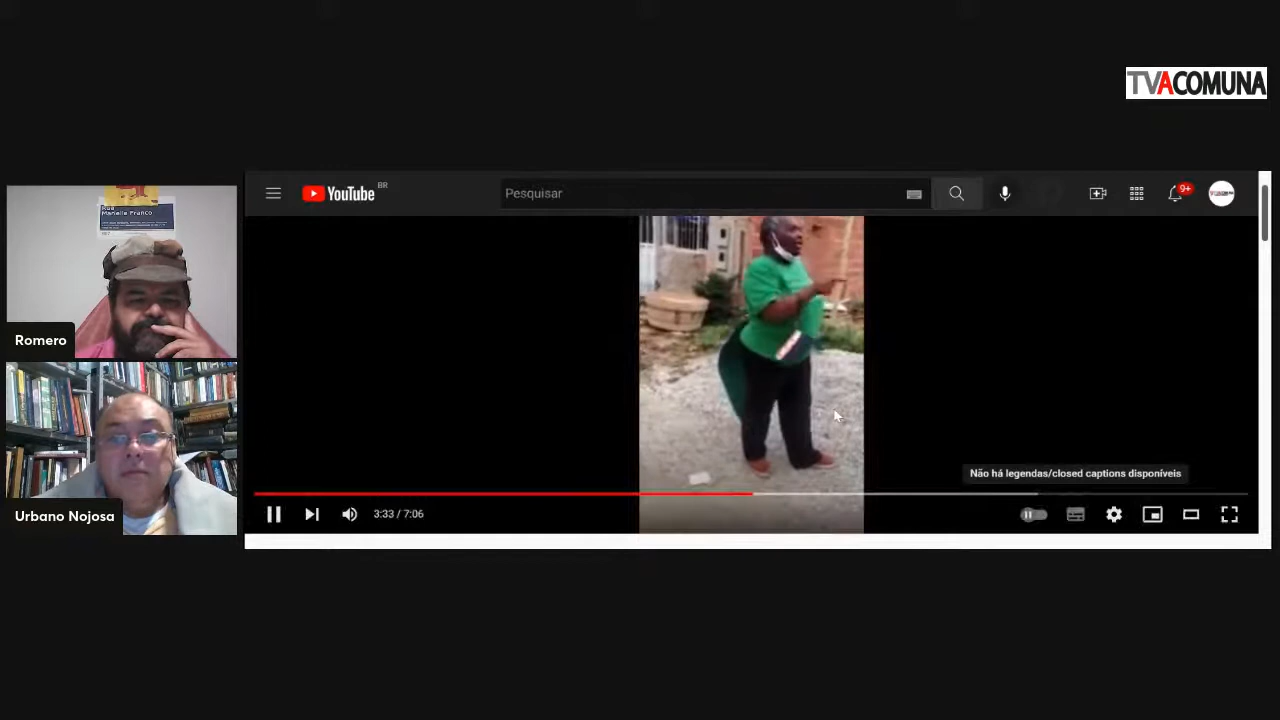 TVACOMUNA
YouTube BR
Pesquisar
9+
Rua
Marielle Franco
Romero
Urbano Nojosa
Não há legendas/closed captions disponíveis
3:33 / 7:06